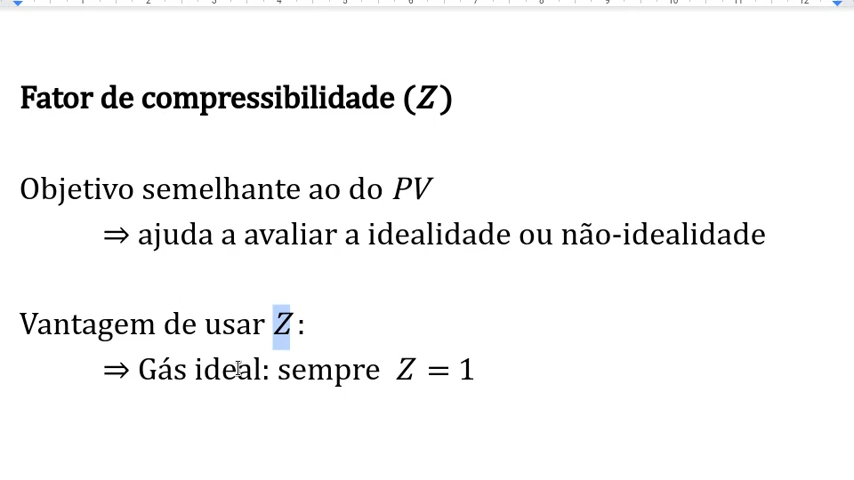 Fator de compressibilidade (Z)
Objetivo semelhante ao do PV
⇒ ajuda a avaliar a idealidade ou não-idealidade
Vantagem de usar Z :
⇒ Gás ideal: sempre Z = 1